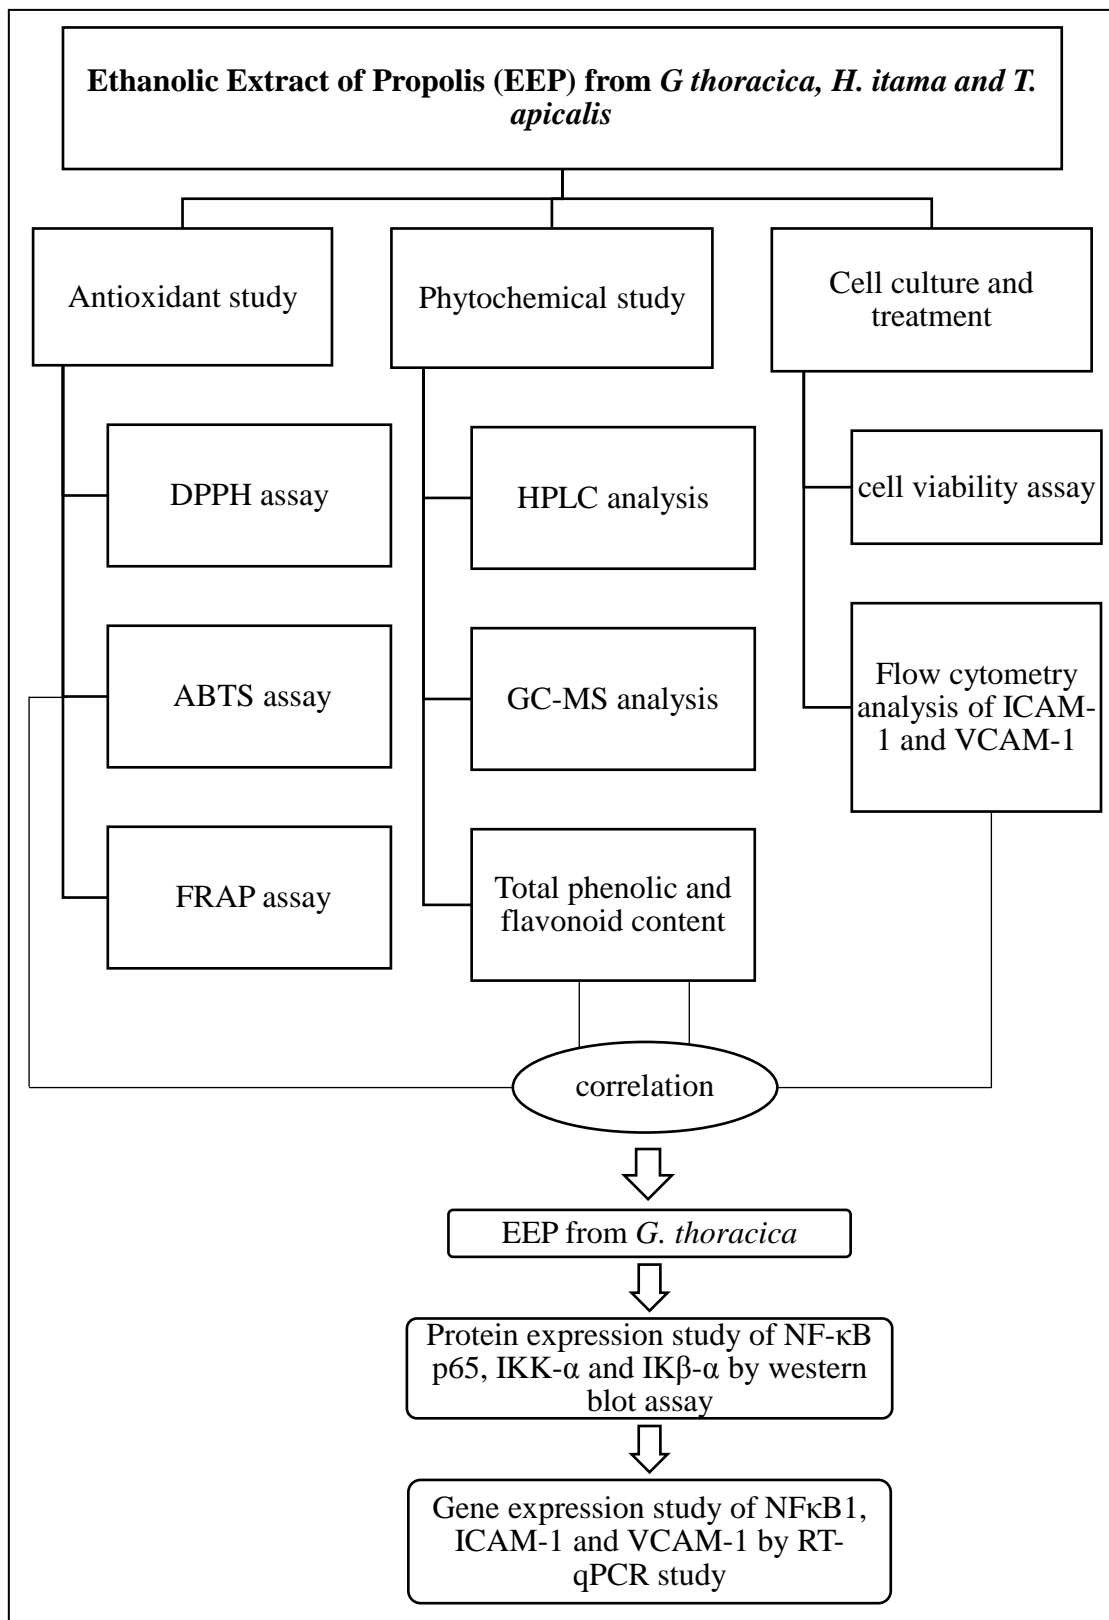 Ethanolic Extract of Propolis (EEP) from G thoracica, H. itama and T.
apicalis
Antioxidant study
Phytochemical study
Cell culture and
treatment
DPPH assay
HPLC analysis
cell viability assay
ABTS assay
GC-MS analysis
Flow cytometry
analysis of ICAM-
1 and VCAM-1
FRAP assay
Total phenolic and
flavonoid content
correlation
EEP from G. thoracica
Protein expression study of NF-κB
p65, IKK-α and IKβ-α by western
blot assay
Gene expression study of NFκB1,
ICAM-1 and VCAM-1 by RT-
qPCR study